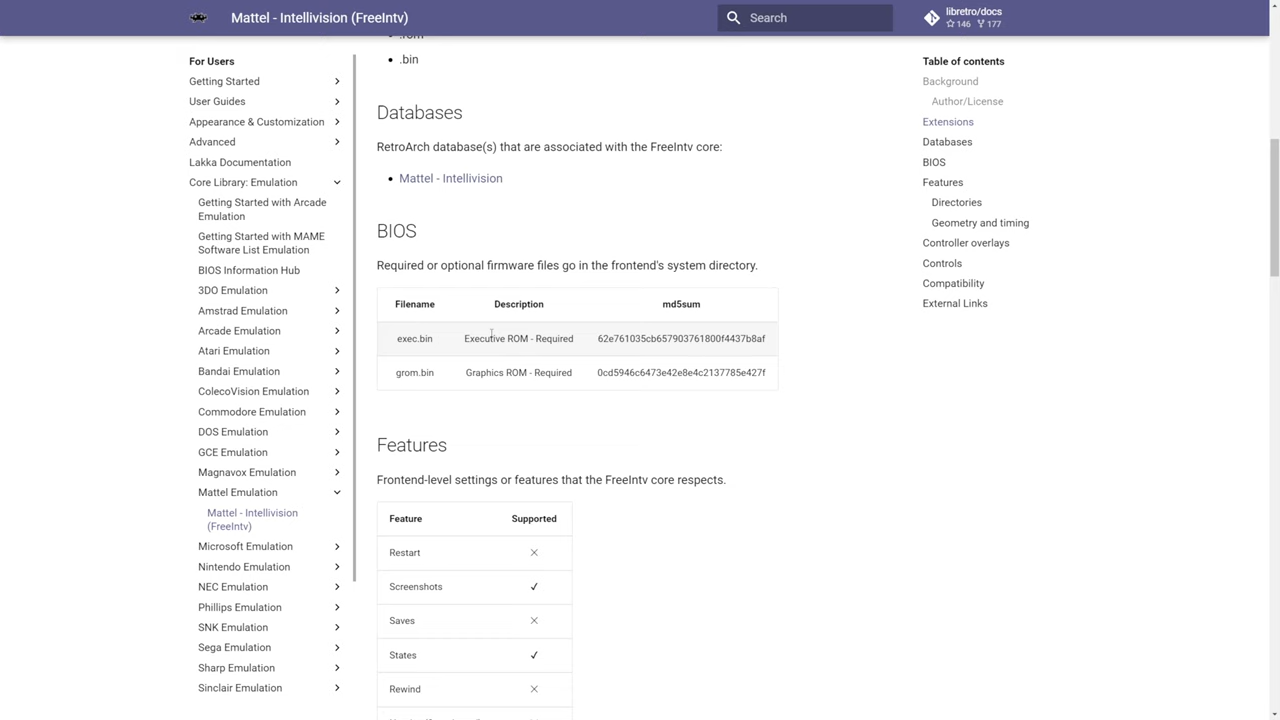 Mattel - Intellivision (FreeIntv)
Search
libretro/docs
146 177
For Users
Getting Started
User Guides
Appearance & Customization
Advanced
Lakka Documentation
Core Library: Emulation
Getting Started with Arcade
Emulation
Getting Started with MAME
Software List Emulation
BIOS Information Hub
3DO Emulation
Amstrad Emulation
Arcade Emulation
Atari Emulation
Bandai Emulation
ColecoVision Emulation
Commodore Emulation
DOS Emulation
GCE Emulation
Magnavox Emulation
Mattel Emulation
Mattel - Intellivision
(FreeIntv)
Microsoft Emulation
Nintendo Emulation
NEC Emulation
Phillips Emulation
SNK Emulation
Sega Emulation
Sharp Emulation
Sinclair Emulation
.rom
.bin
Databases
RetroArch database(s) that are associated with the FreeIntv core:
Mattel - Intellivision
BIOS
Required or optional firmware files go in the frontend's system directory.
Filename Description md5sum
exec.bin Executive ROM - Required 62e761035cb657903761800f4437b8af
grom.bin Graphics ROM - Required 0cd5946c6473e42e8e4c2137785e427f
Features
Frontend-level settings or features that the FreeIntv core respects.
Feature Supported
Restart ✕
Screenshots ✓
Saves ✕
States ✓
Rewind ✕
Table of contents
Background
Author/License
Extensions
Databases
BIOS
Features
Directories
Geometry and timing
Controller overlays
Controls
Compatibility
External Links